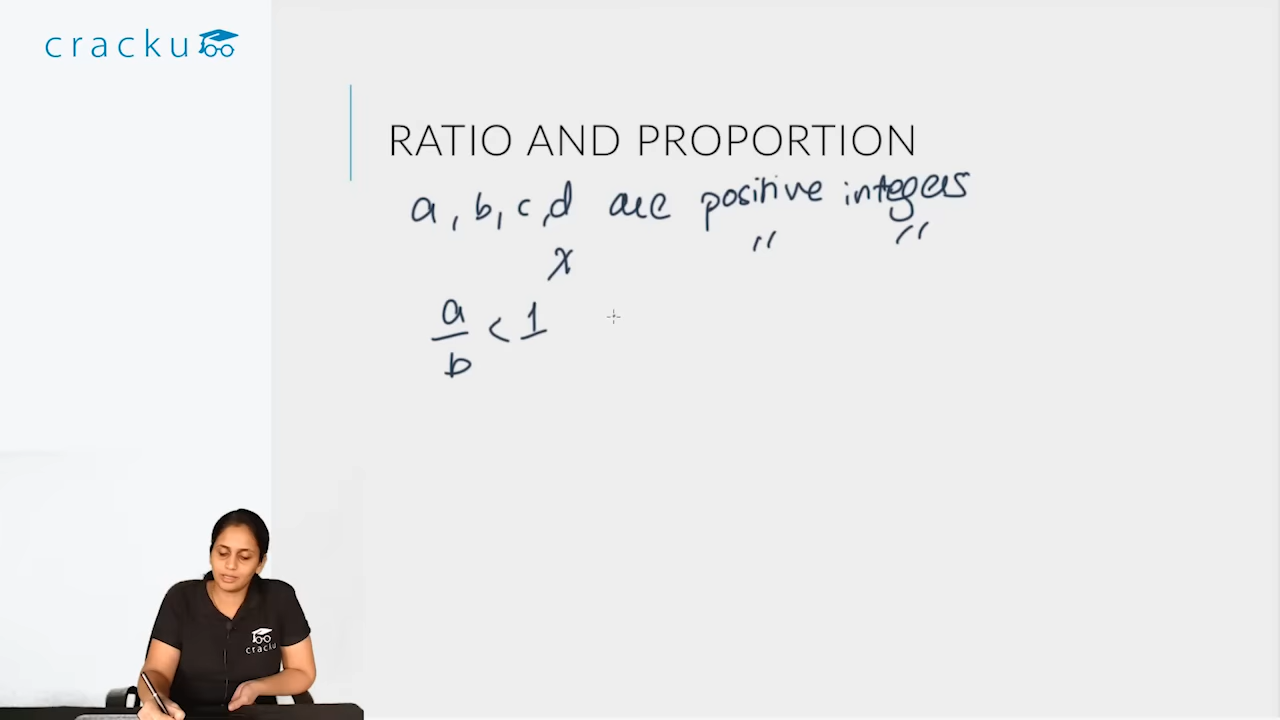 cracku
RATIO AND PROPORTION
a, b, c, d are positive integers
x " "
a/b < 1
cracku